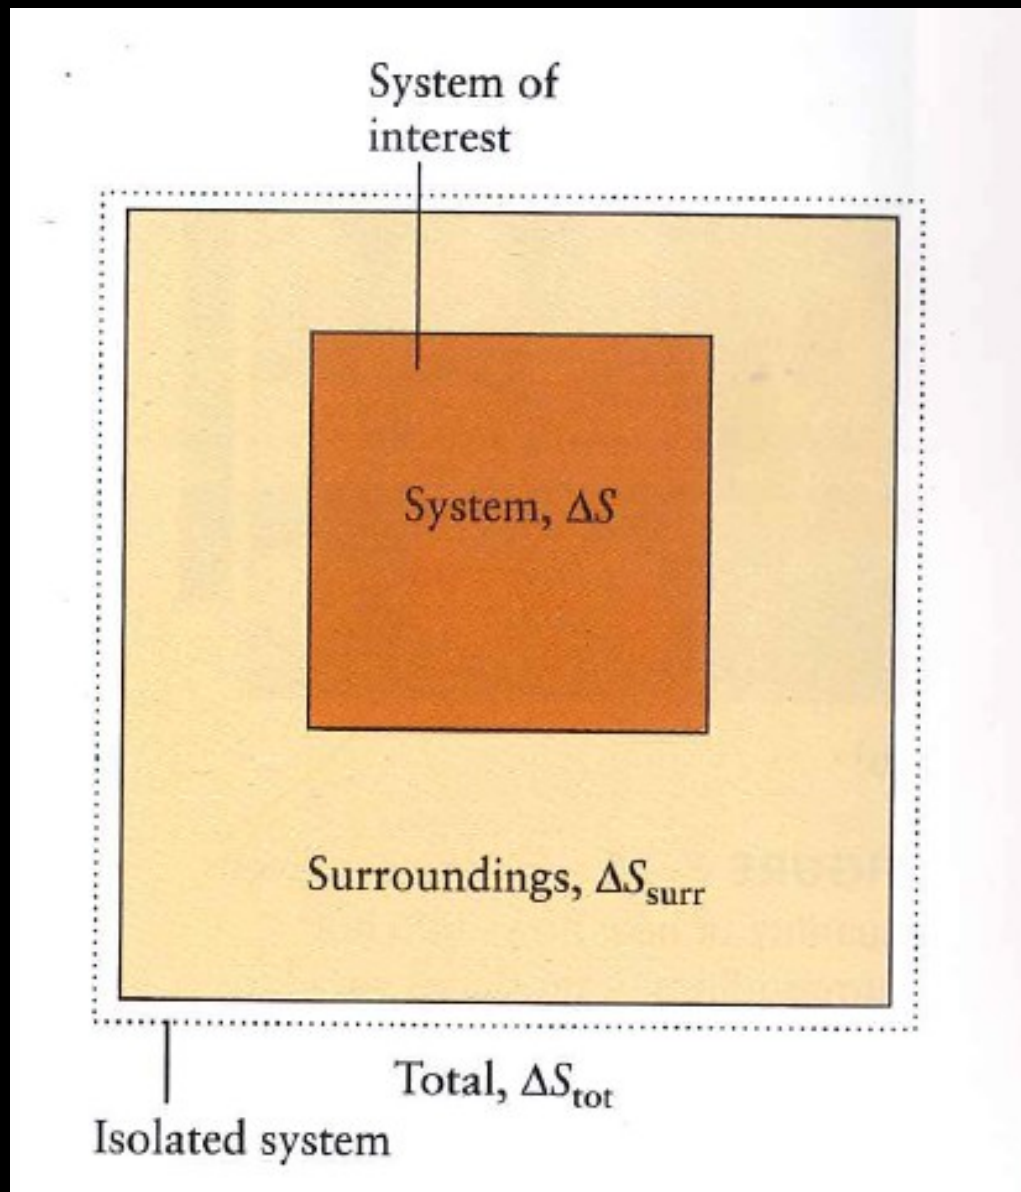 System of
interest
System, ΔS
Surroundings, ΔS_surr
Total, ΔS_tot
Isolated system